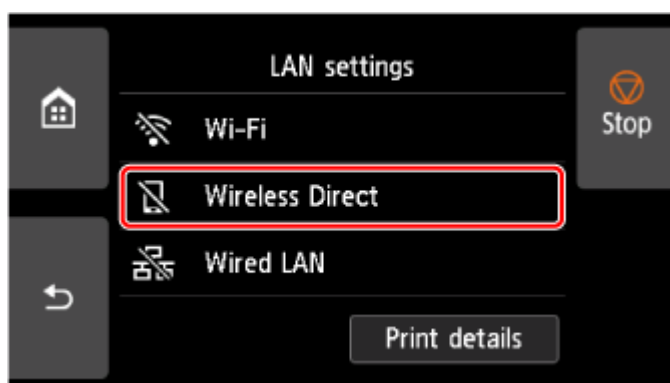 LAN settings
Stop
Wi-Fi
Wireless Direct
Wired LAN
Print details